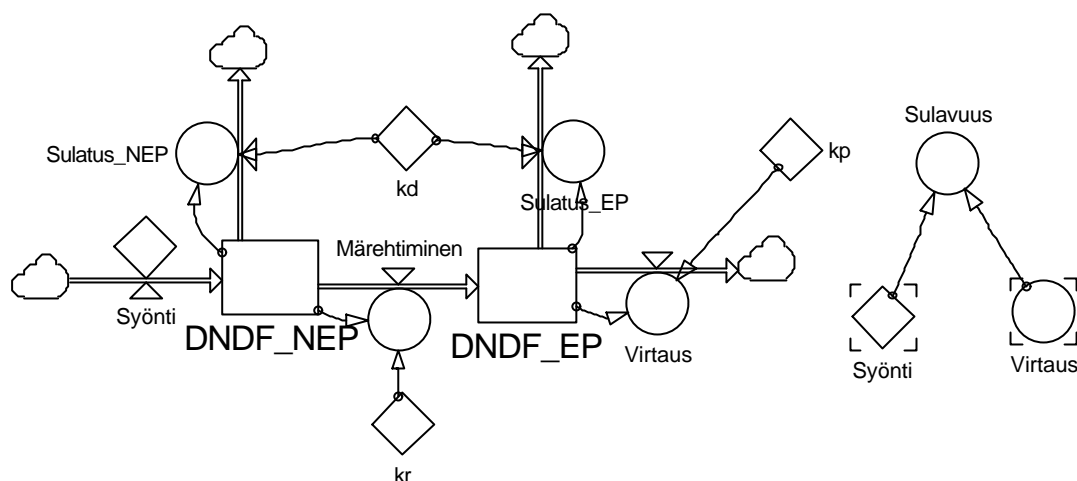 Sulavuus
kp
Sulatus_NEP
kd
Sulatus_EP
Märehtiminen
Syönti
DNDF_NEP
DNDF_EP
Virtaus
Syönti
Virtaus
kr